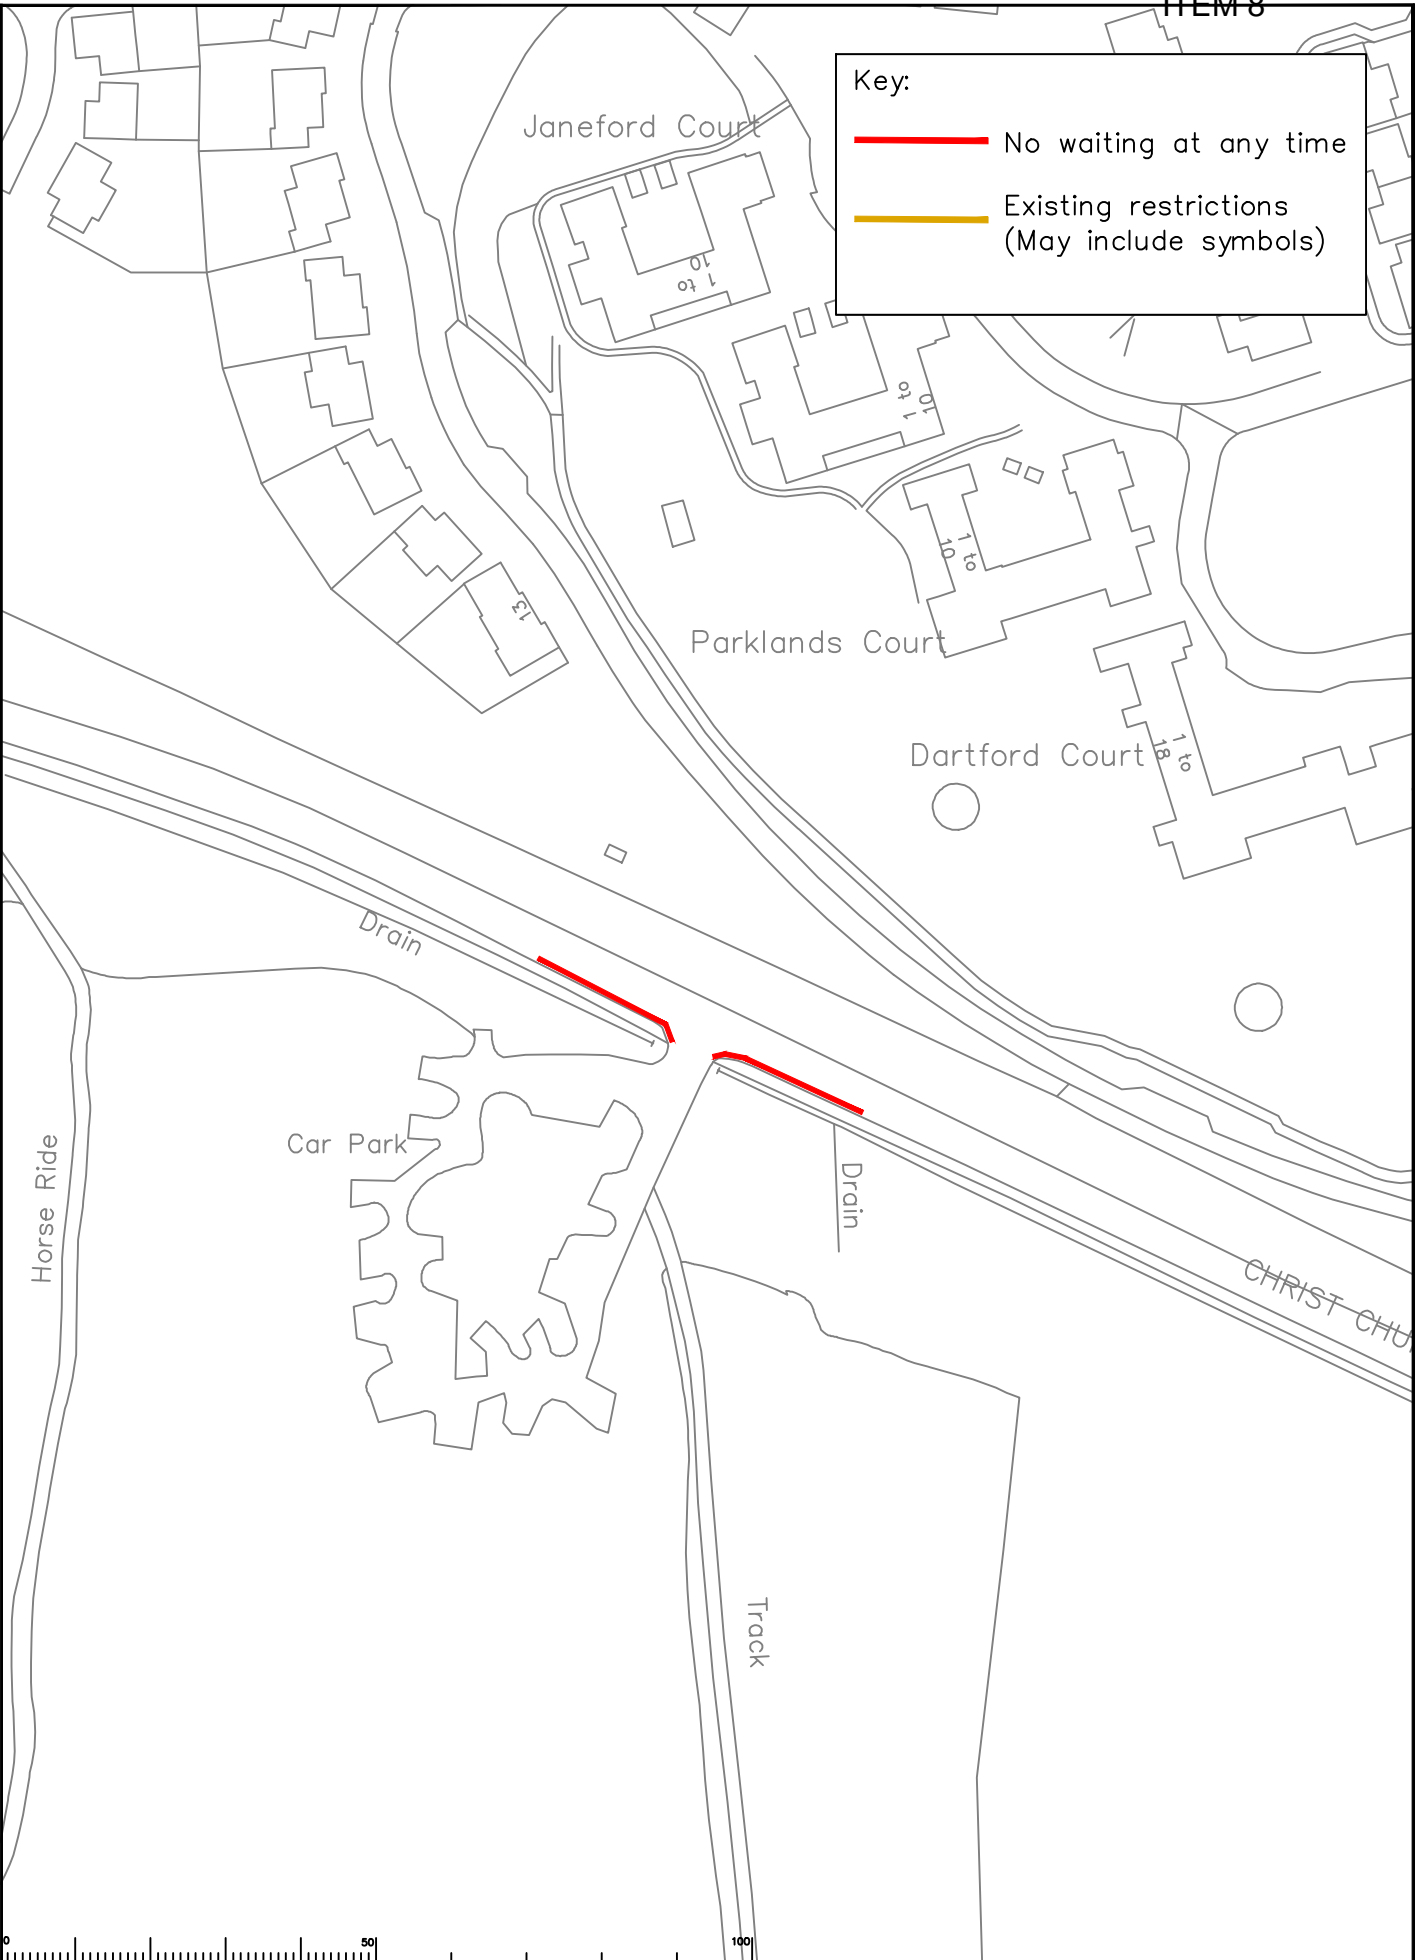 ITEM 8
Key:
No waiting at any time
Existing restrictions
(May include symbols)
Janeford Court
1 to
10
1 to
10
1 to
10
13
Parklands Court
Dartford Court
1 to
18
Drain
Car Park
Horse Ride
Drain
CHRIST CHU
Track
0
50
100